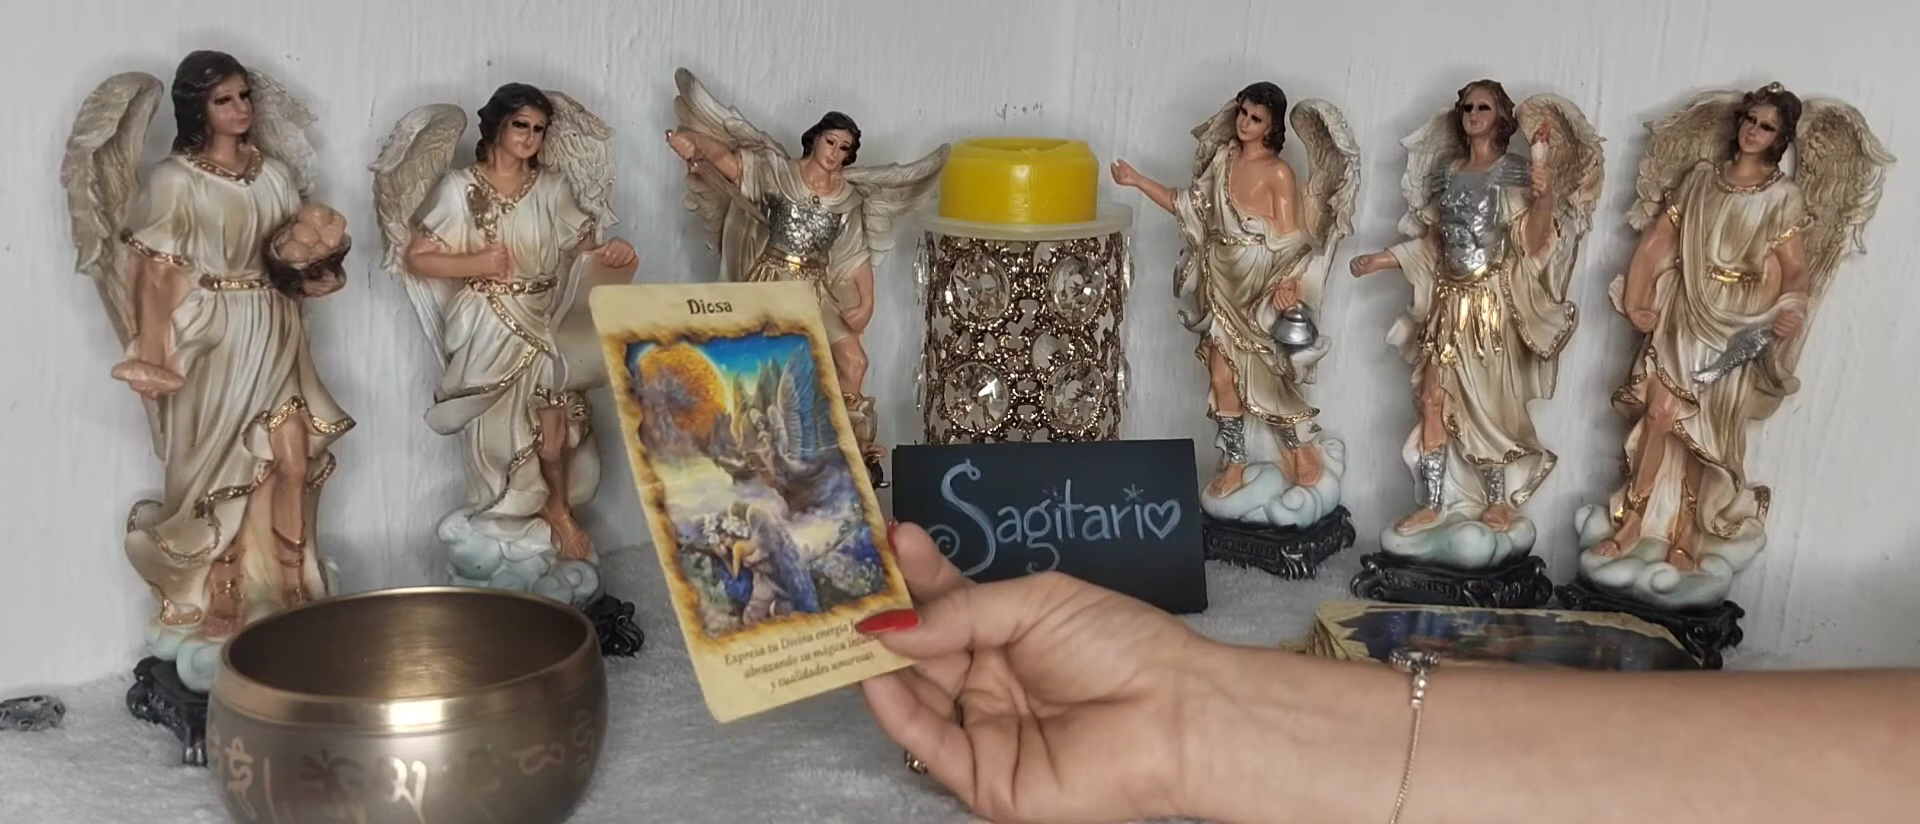 Diosa
Expresa tu Divina energía
abrazando su mágica
y cualidades amorosas.
Sagitario